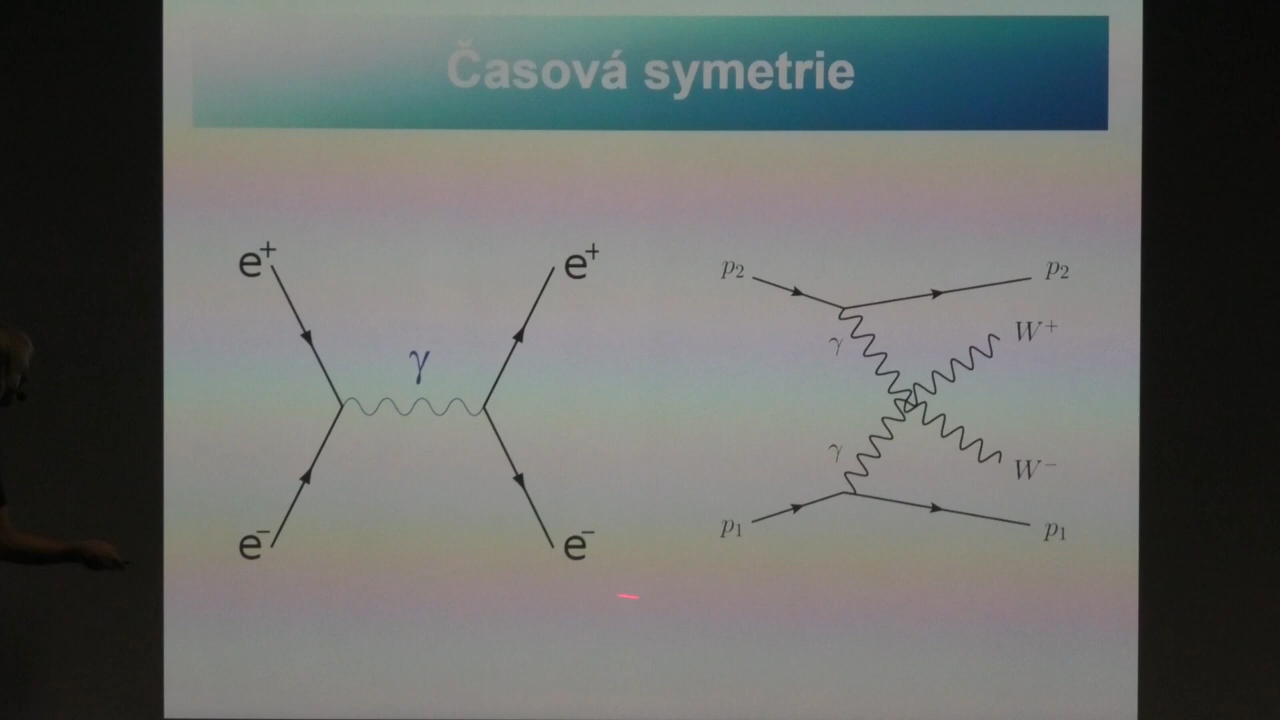 Časová symetrie
e⁺ e⁺
γ
e⁻ e⁻
p₂ p₂
γ W⁺
γ W⁻
p₁ p₁